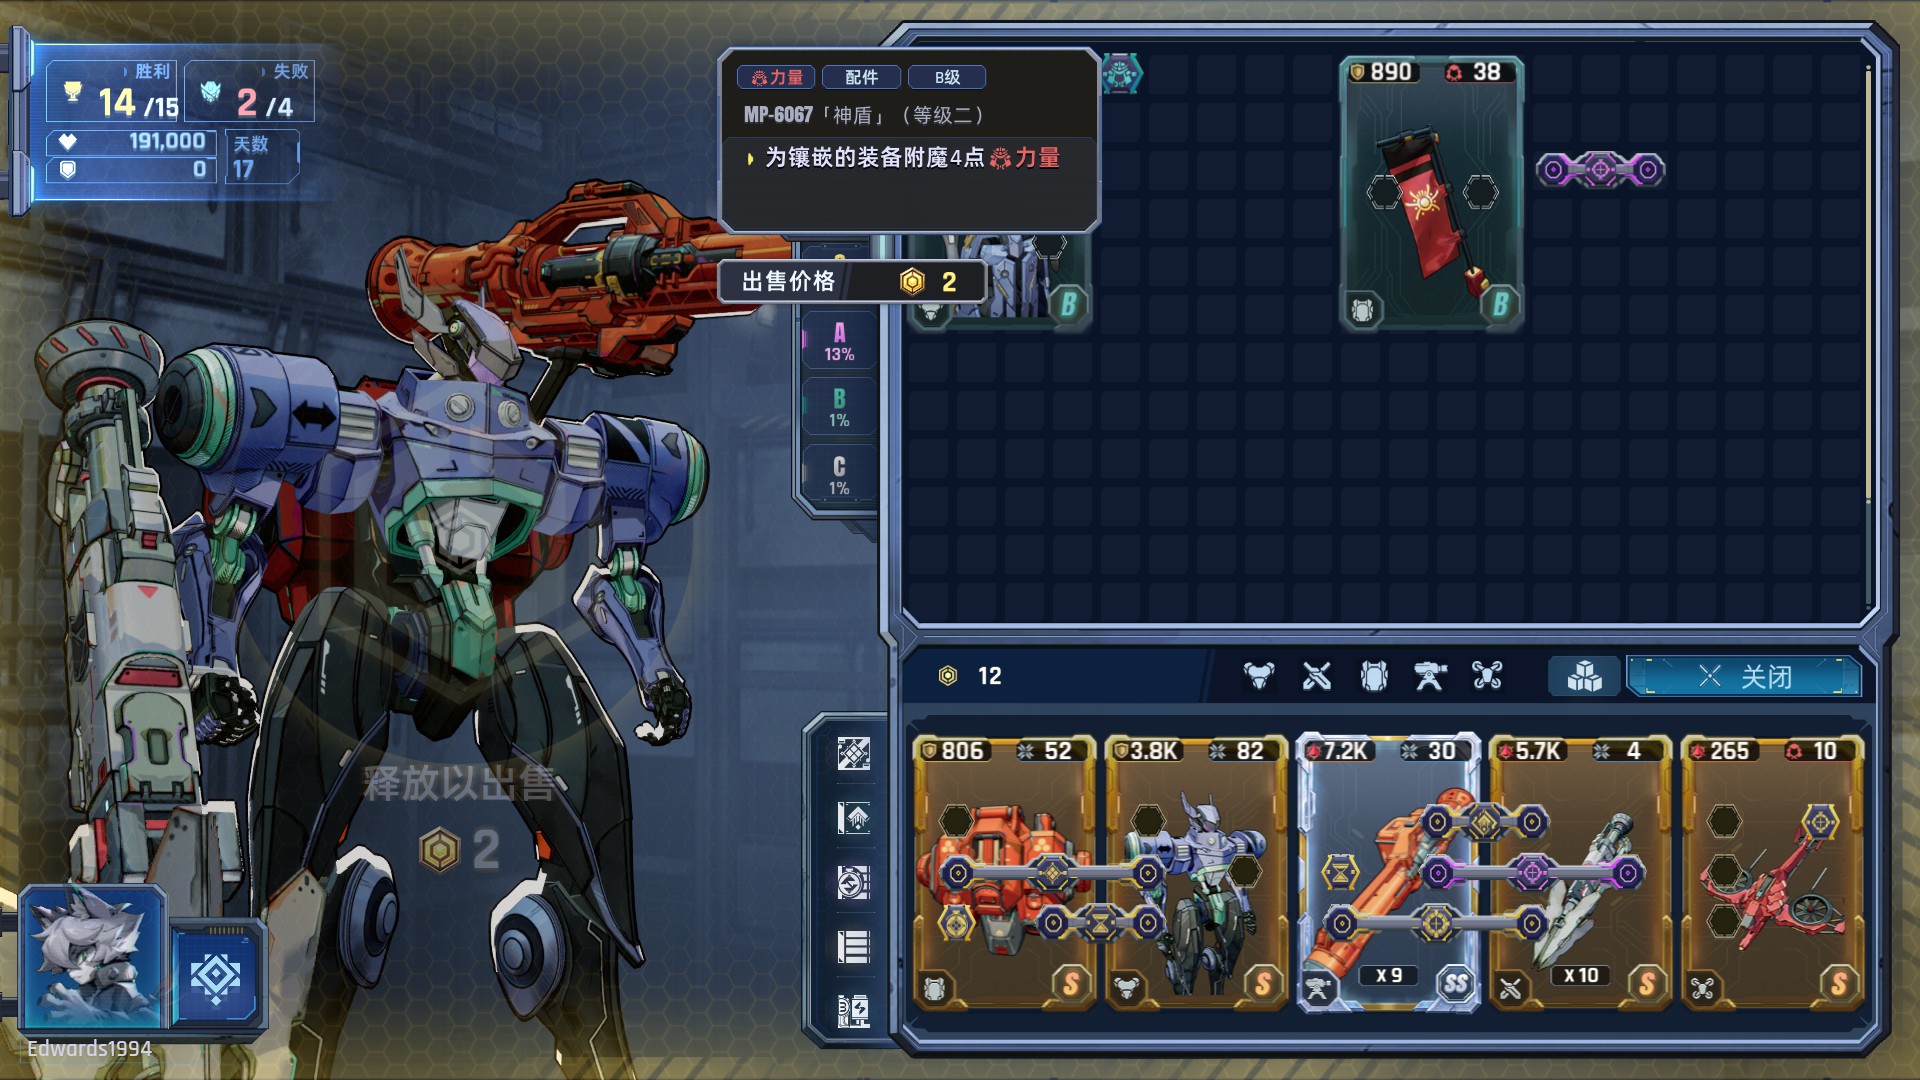 胜利
14 /15
失败
2 /4
191,000
0
天数
17
力量 配件 B级
MP-6067「神盾」（等级二）
为镶嵌的装备附魔4点力量
出售价格 2
A
13%
B
1%
C
1%
B
890 38
B
12
关闭
806 52
S
3.8K 82
S
7.2K 30
X 9
SS
5.7K 4
X 10
S
265 10
S
释放以出售
2
Edwards1994